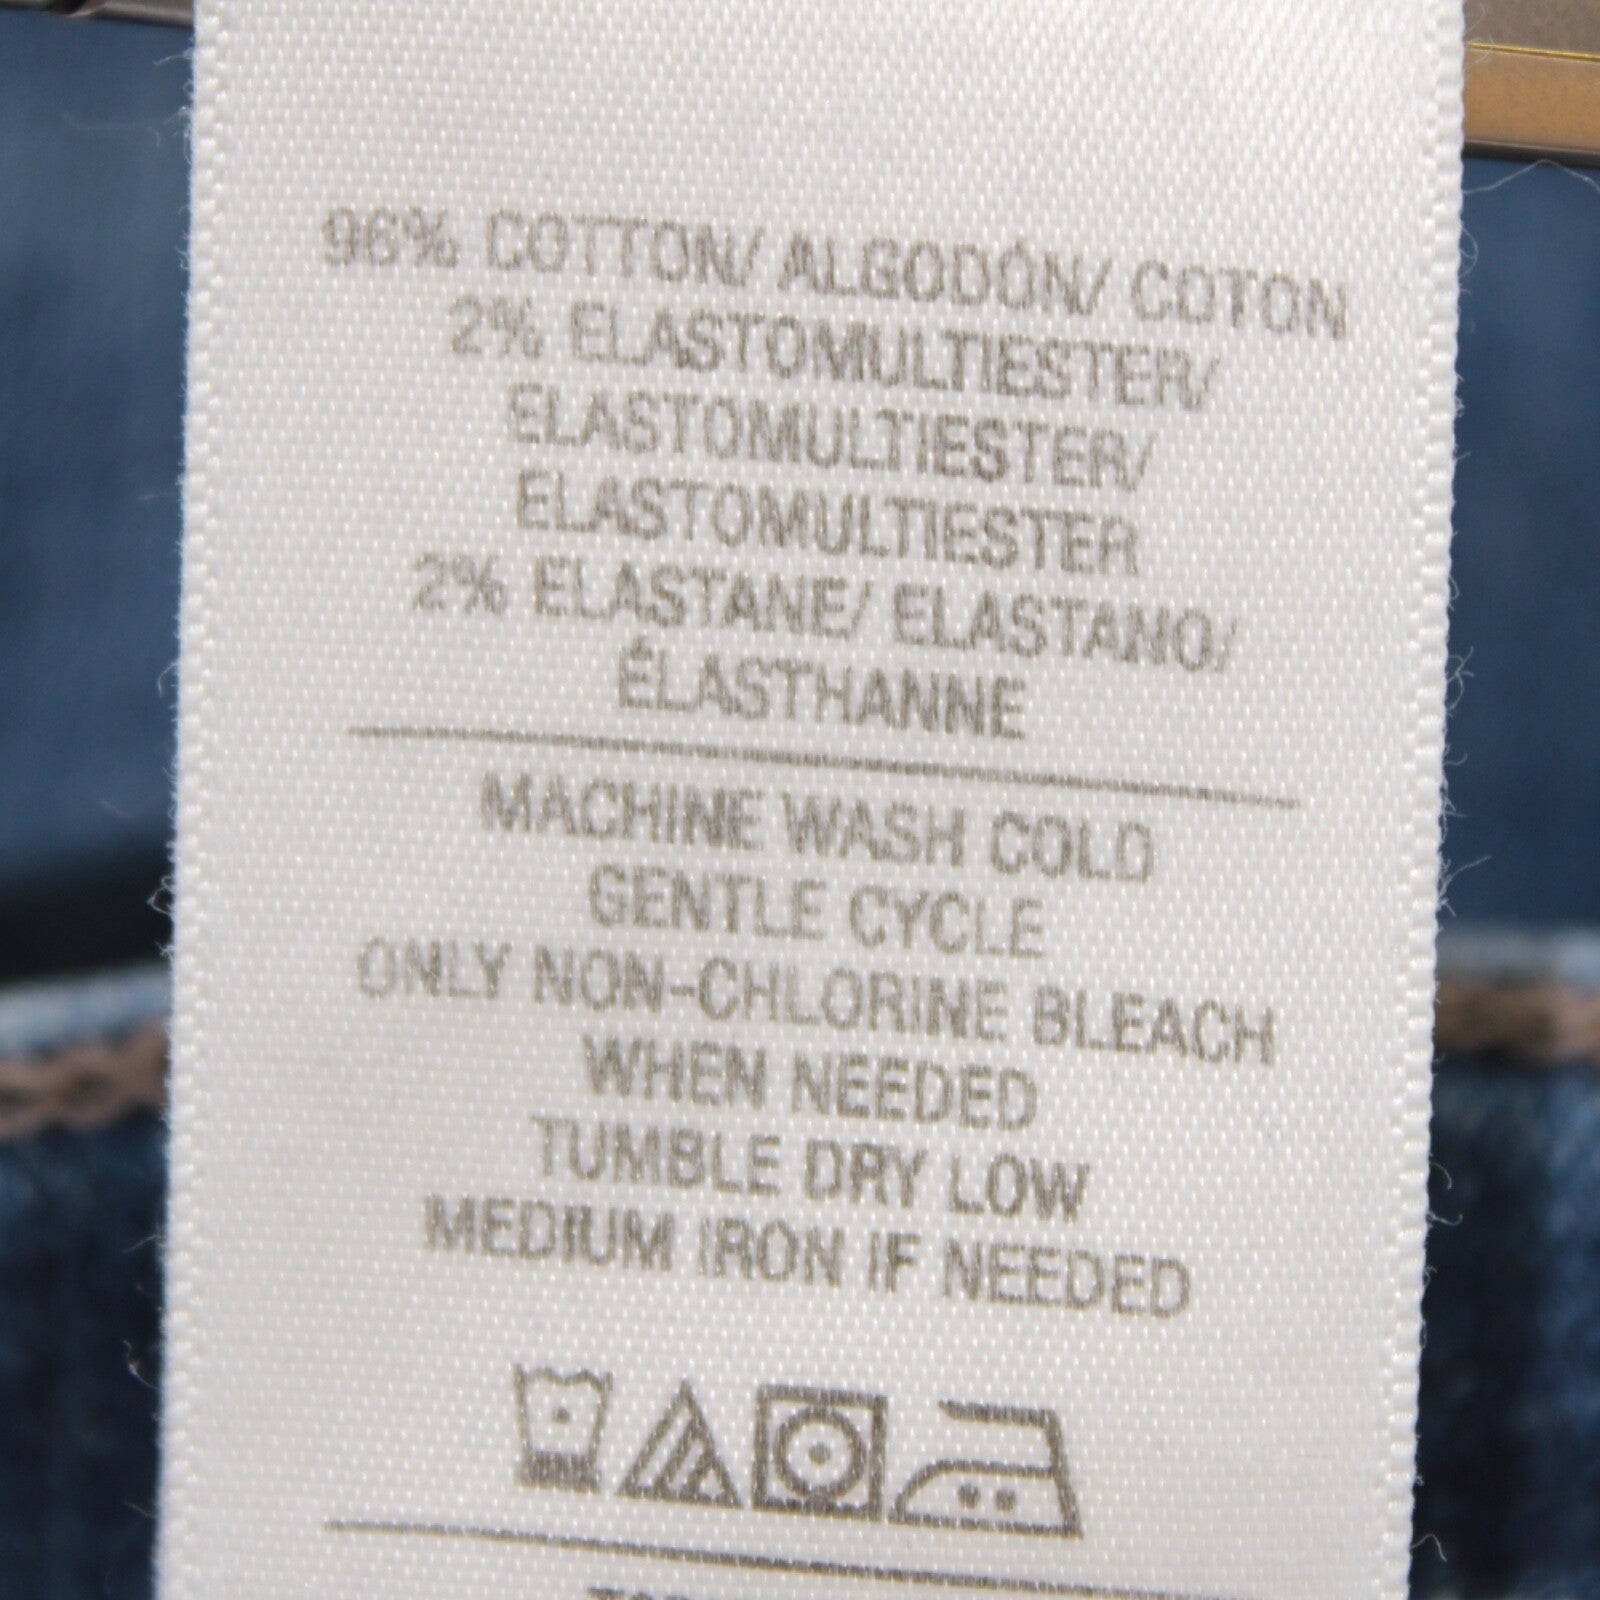 96% COTTON/ ALGODÓN/ COTON
2% ELASTOMULTIESTER/
ELASTOMULTIESTER/
ELASTOMULTIESTER
2% ELASTANE/ ELASTANO/
ÉLASTHANNE
MACHINE WASH COLD
GENTLE CYCLE
ONLY NON-CHLORINE BLEACH
WHEN NEEDED
TUMBLE DRY LOW
MEDIUM IRON IF NEEDED